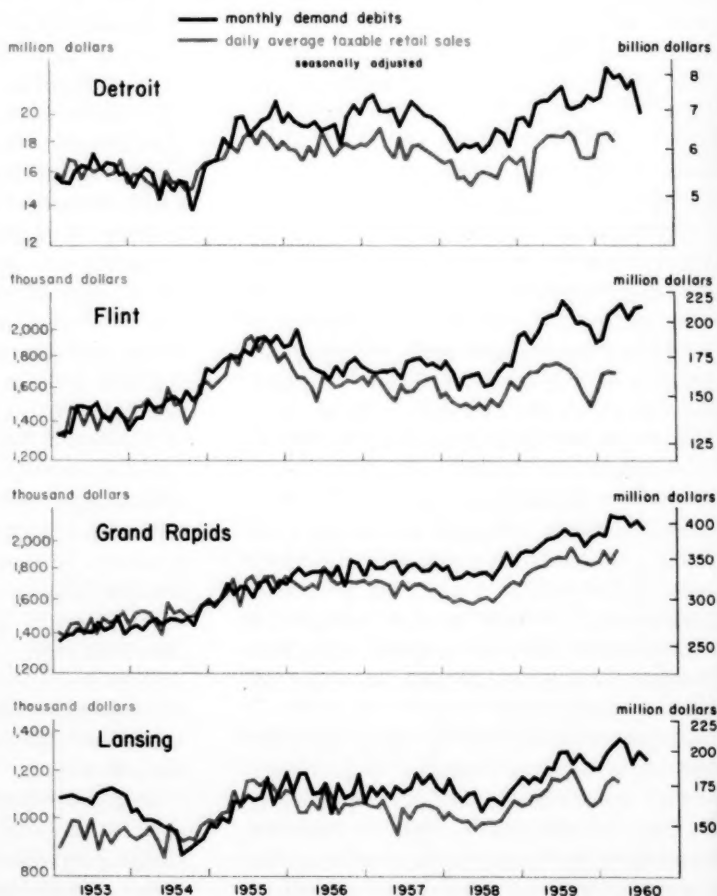 monthly demand debits
daily average taxable retail sales
seasonally adjusted
million dollars
billion dollars
Detroit
20
18
16
14
12
8
7
6
5
thousand dollars
million dollars
Flint
2,000
1,800
1,600
1,400
1,200
225
200
175
150
125
thousand dollars
million dollars
Grand Rapids
2,000
1,800
1,600
1,400
1,200
400
350
300
250
thousand dollars
million dollars
Lansing
1,400
1,200
1,000
800
225
200
175
150
1953 1954 1955 1956 1957 1958 1959 1960